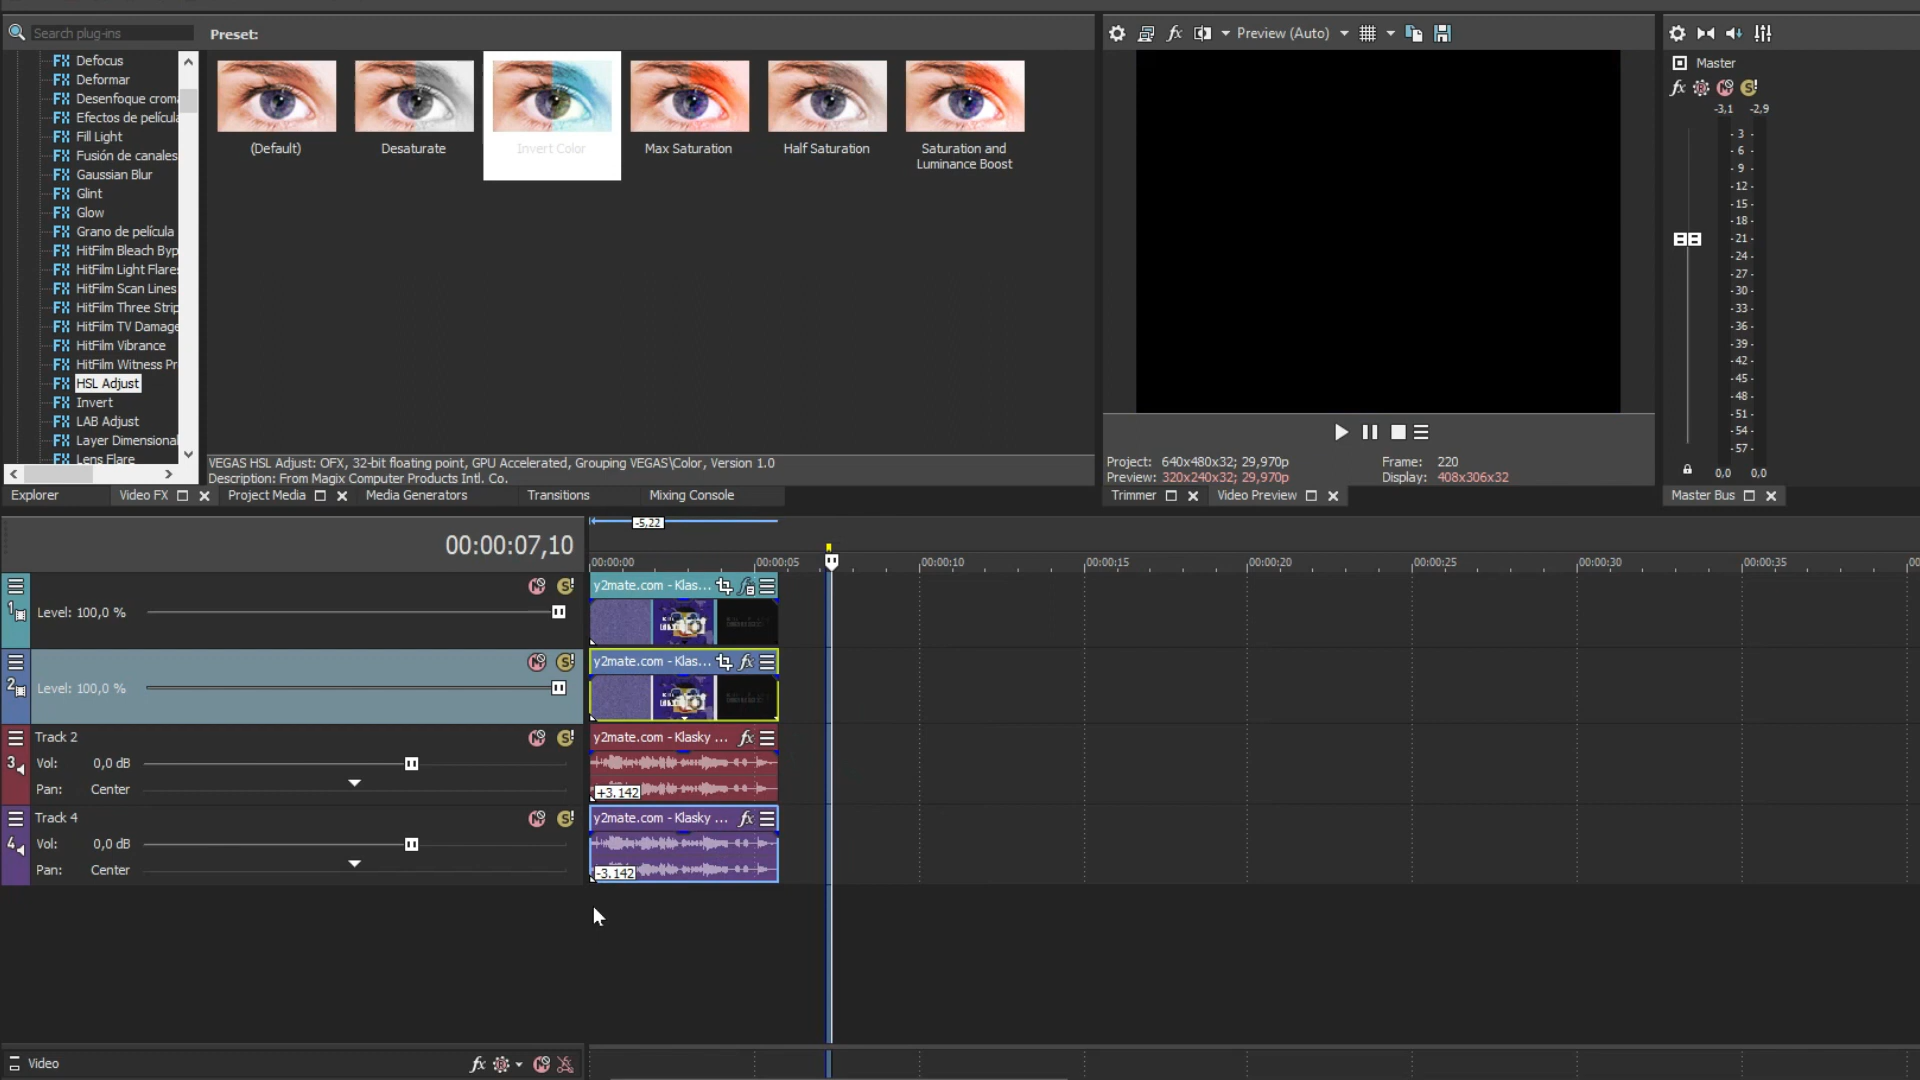 Search plug-ins
Preset:
Preview (Auto)
Defocus
Deformar
Desenfoque crom
Efectos de película
Fill Light
Fusión de canales
Gaussian Blur
Glint
Glow
Grano de película
HitFilm Bleach Byp
HitFilm Light Flares
HitFilm Scan Lines
HitFilm Three Strip
HitFilm TV Damage
HitFilm Vibrance
HitFilm Witness Pr
HSL Adjust
Invert
LAB Adjust
Layer Dimensional
Lens Flare
(Default)
Desaturate
Invert Color
Max Saturation
Half Saturation
Saturation and
Luminance Boost
VEGAS HSL Adjust: OFX, 32-bit floating point, GPU Accelerated, Grouping VEGAS\Color, Version 1.0
Description: From Magix Computer Products Intl. Co.
Explorer
Video FX
Project Media
Media Generators
Transitions
Mixing Console
Project: 640x480x32; 29,970p
Frame: 220
Preview: 320x240x32; 29,970p
Display: 408x306x32
Trimmer
Video Preview
Master
-3,1 -2,9
- 3 -
- 6 -
- 9 -
-12-
-15-
-18-
-21-
-24-
-27-
-30-
-33-
-36-
-39-
-42-
-45-
-48-
-51-
-54-
-57-
0,0 0,0
Master Bus
-5,22
00:00:07,10
00:00:00
00:00:05
00:00:10
00:00:15
00:00:20
00:00:25
00:00:30
00:00:35
00
1
Level: 100,0 %
y2mate.com - Klas...
2
Level: 100,0 %
y2mate.com - Klas...
Track 2
3
Vol: 0,0 dB
Pan: Center
y2mate.com - Klasky ...
+3.142
Track 4
4
Vol: 0,0 dB
Pan: Center
y2mate.com - Klasky ...
-3.142
Video